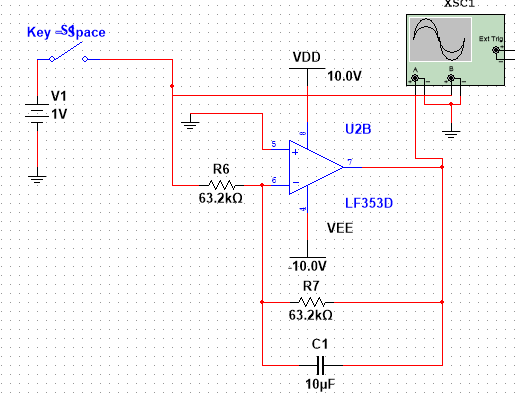 XSC1
Key = Space
S1
Ext Trig
A
B
VDD
10.0V
V1
1V
U2B
8
5
7
6
R6
63.2kΩ
LF353D
4
VEE
-10.0V
R7
63.2kΩ
C1
10µF